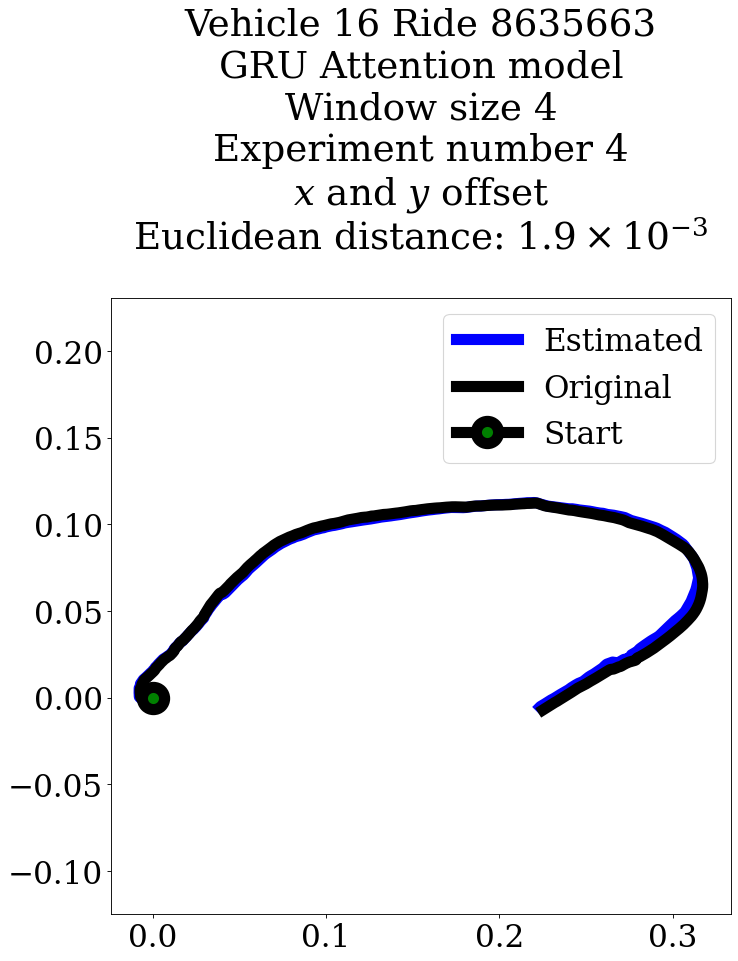 Vehicle 16 Ride 8635663
GRU Attention model
Window size 4
Experiment number 4
x and y offset
Euclidean distance: 1.9 × 10⁻³
Estimated
Original
Start
0.20
0.15
0.10
0.05
0.00
−0.05
−0.10
0.0 0.1 0.2 0.3